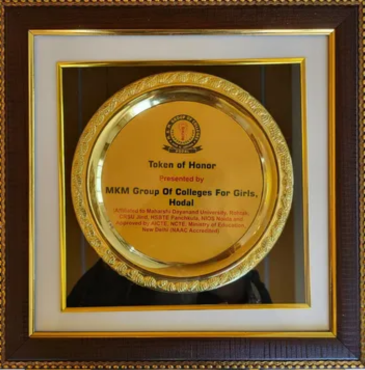 Token of Honor
Presented by
MKM Group Of Colleges For Girls,
Hodal
(Affiliated to Maharshi Dayanand University, Rohtak,
CRSU Jind, HSBTE Panchkula, NIOS Noida and
Approved by AICTE, NCTE, Ministry of Education,
New Delhi (NAAC Accredited)